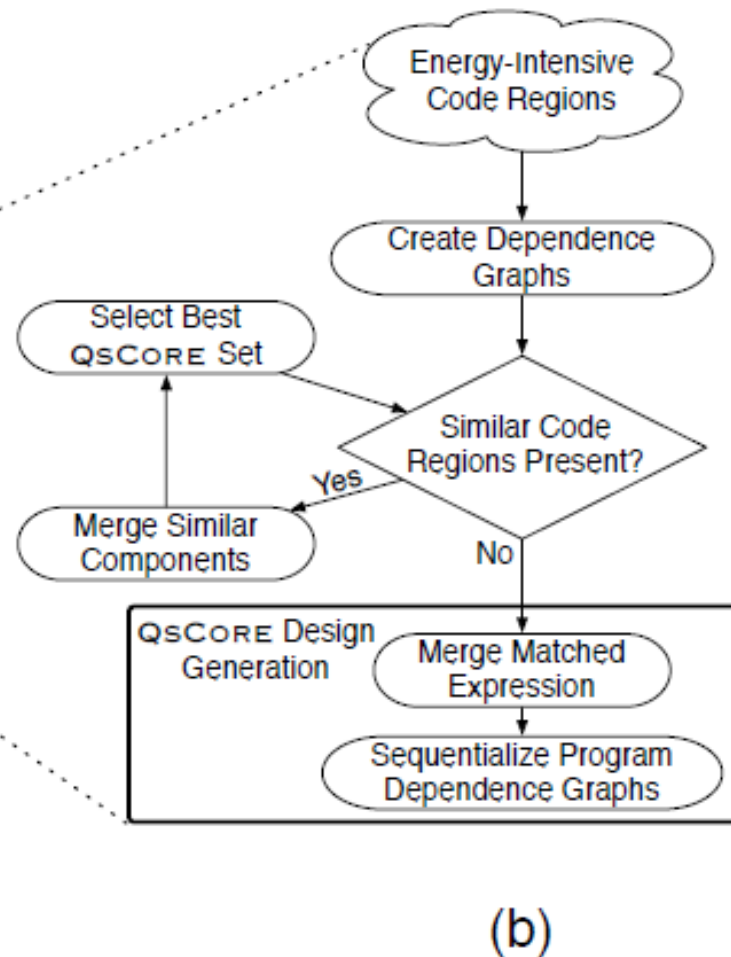 Energy-Intensive
Code Regions
Create Dependence
Graphs
Select Best
QSCORE Set
Similar Code
Regions Present?
Yes
Merge Similar
Components
No
QSCORE Design
Generation
Merge Matched
Expression
Sequentialize Program
Dependence Graphs
(b)